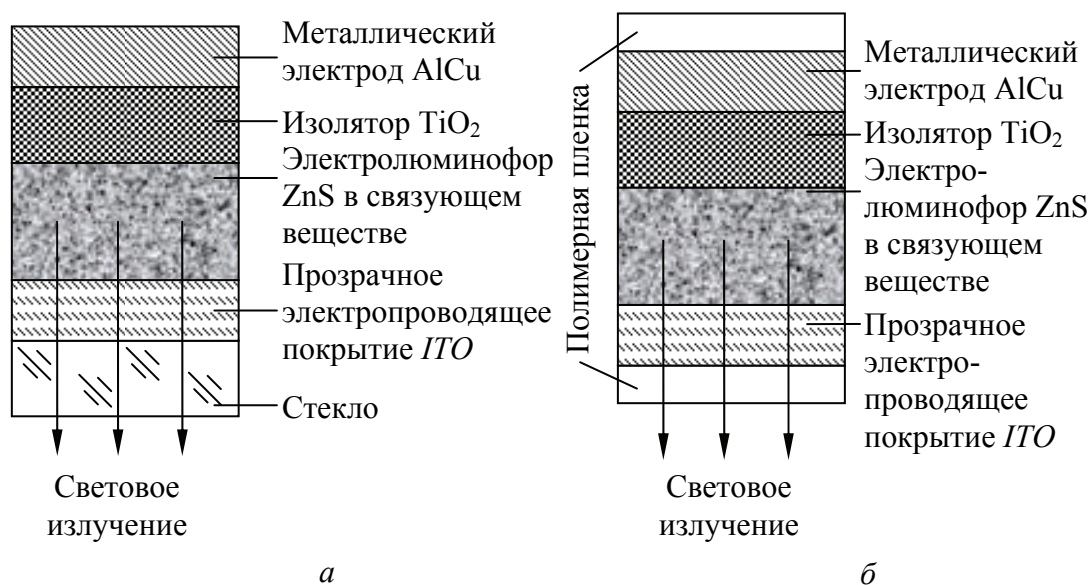 Металлический
электрод AlCu
Изолятор TiO₂
Электролюминофор
ZnS в связующем
веществе
Прозрачное
электропроводящее
покрытие ITO
Стекло
Световое
излучение
а
Полимерная пленка
Металлический
электрод AlCu
Изолятор TiO₂
Электро-
люминофор ZnS
в связующем
веществе
Прозрачное
электро-
проводящее
покрытие ITO
Световое
излучение
б